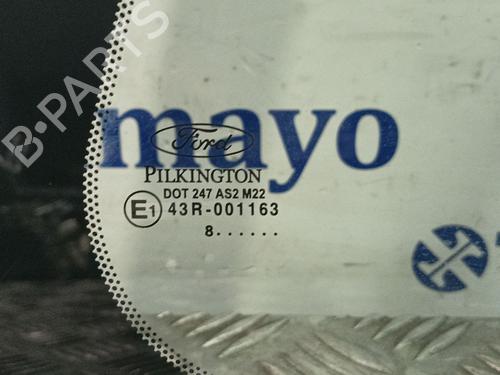 B-PARTS
mayo
Ford
PILKINGTON
DOT 247 AS2 M22
E1 43R-001163
8......